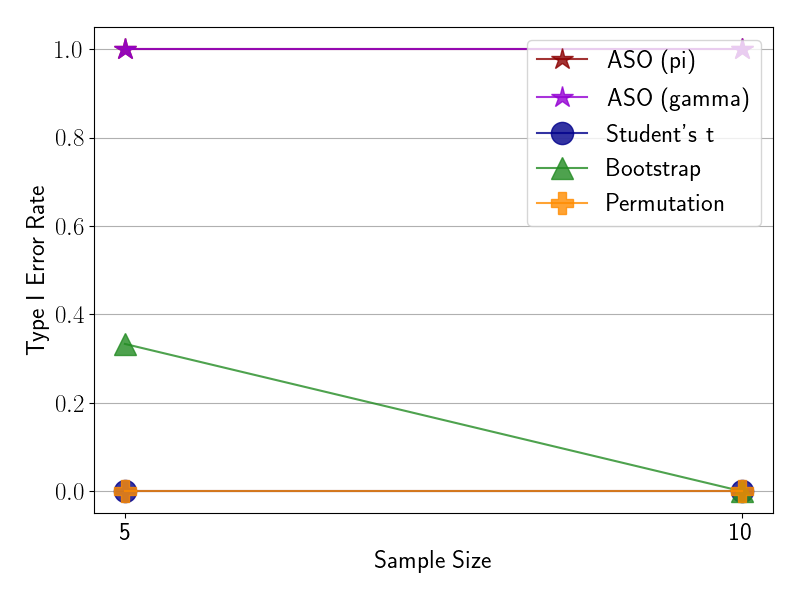 1.0
0.8
0.6
0.4
0.2
0.0
Type I Error Rate
ASO (pi)
ASO (gamma)
Student's t
Bootstrap
Permutation
5
10
Sample Size